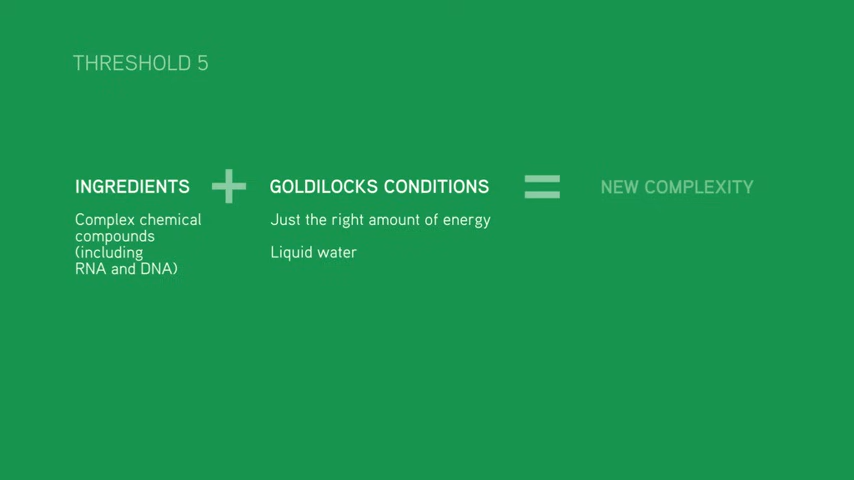 THRESHOLD 5
INGREDIENTS + GOLDILOCKS CONDITIONS = NEW COMPLEXITY
Complex chemical
compounds
(including
RNA and DNA)
Just the right amount of energy
Liquid water